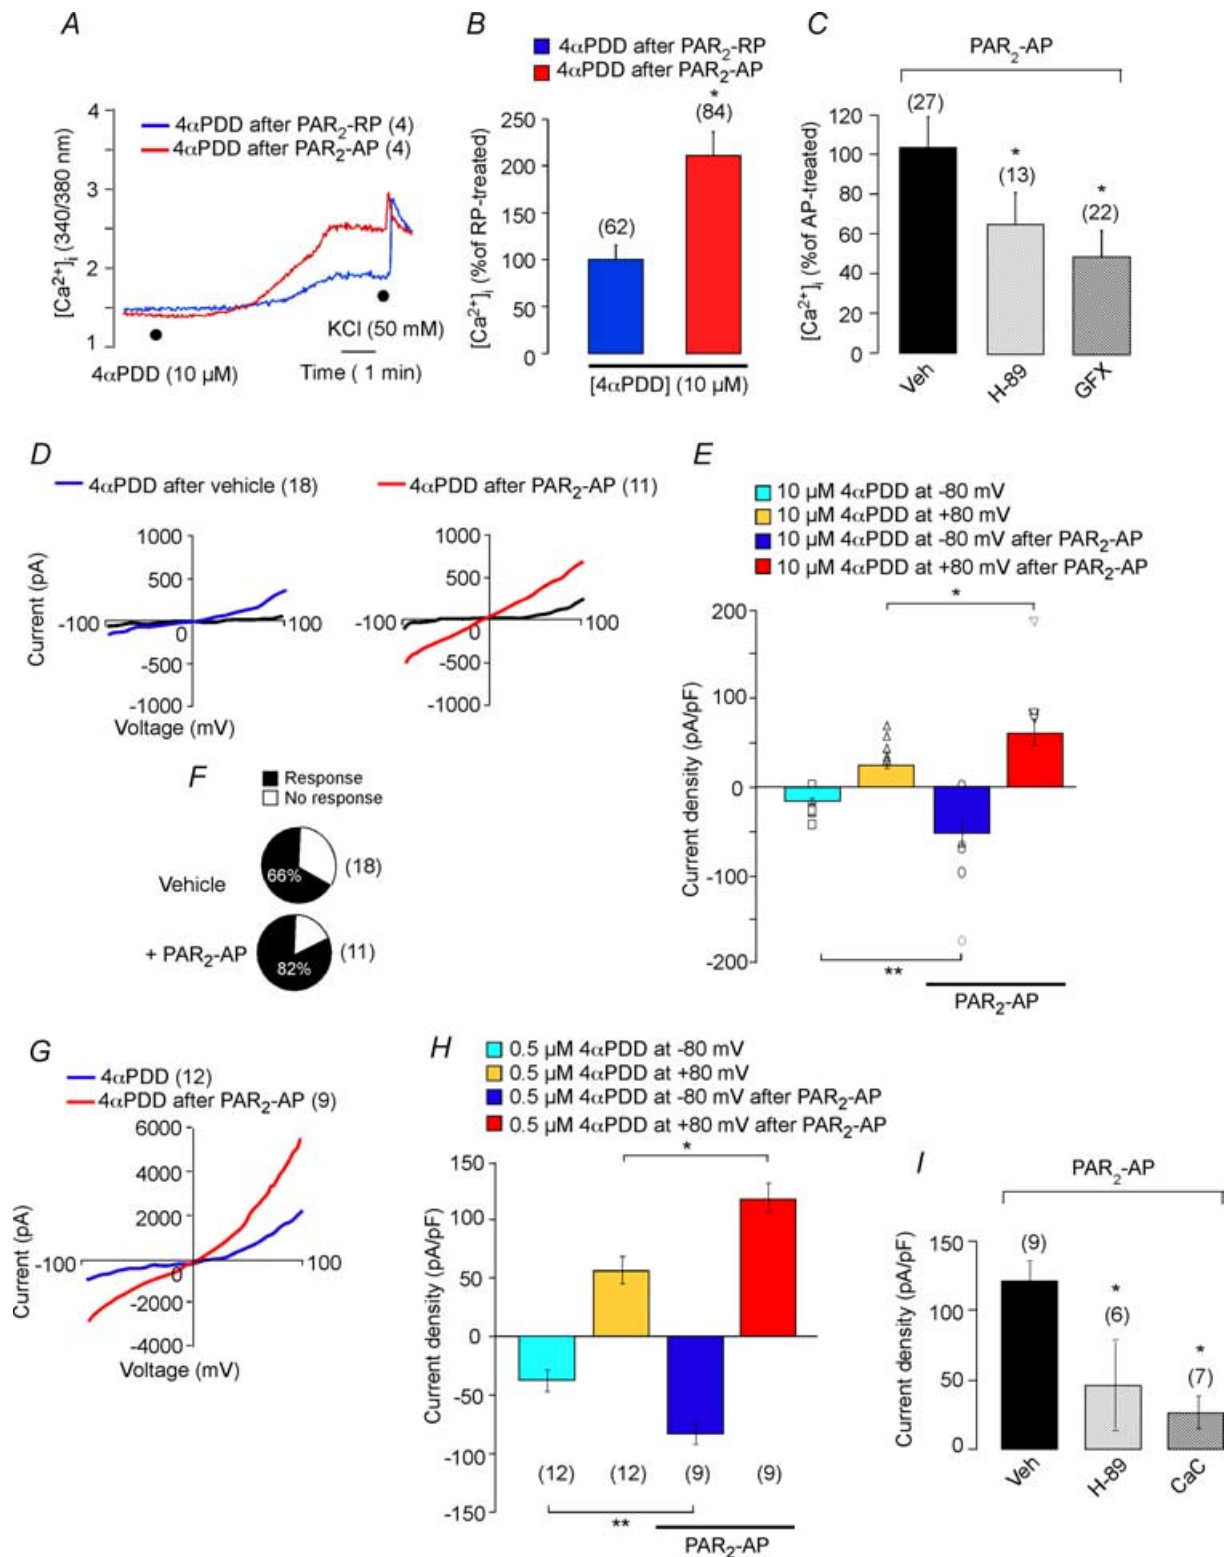 A
4αPDD after PAR2-RP (4)
4αPDD after PAR2-AP (4)
[Ca2+]i (340/380 nm)
4
3
2
1
KCl (50 mM)
4αPDD (10 µM)
Time ( 1 min)
B
4αPDD after PAR2-RP
4αPDD after PAR2-AP
[Ca2+]i (%of RP-treated)
250
200
150
100
50
0
(62)
*
(84)
[4αPDD] (10 µM)
C
PAR2-AP
[Ca2+]i (% of AP-treated)
120
100
80
60
40
20
0
(27)
*
(13)
*
(22)
Veh
H-89
GFX
D
4αPDD after vehicle (18)
4αPDD after PAR2-AP (11)
Current (pA)
1000
500
-100
0
100
-500
-1000
Voltage (mV)
1000
500
-100
0
100
-500
-1000
E
10 µM 4αPDD at -80 mV
10 µM 4αPDD at +80 mV
10 µM 4αPDD at -80 mV after PAR2-AP
10 µM 4αPDD at +80 mV after PAR2-AP
Current density (pA/pF)
200
100
0
-100
-200
*
**
PAR2-AP
F
Response
No response
Vehicle
66%
(18)
+ PAR2-AP
82%
(11)
G
4αPDD (12)
4αPDD after PAR2-AP (9)
Current (pA)
6000
4000
2000
-100
0
100
-2000
-4000
Voltage (mV)
H
0.5 µM 4αPDD at -80 mV
0.5 µM 4αPDD at +80 mV
0.5 µM 4αPDD at -80 mV after PAR2-AP
0.5 µM 4αPDD at +80 mV after PAR2-AP
Current density (pA/pF)
150
100
50
0
-50
-100
-150
*
(12)
(12)
(9)
(9)
**
PAR2-AP
I
PAR2-AP
Current density (pA/pF)
150
100
50
0
(9)
*
(6)
*
(7)
Veh
H-89
CaC